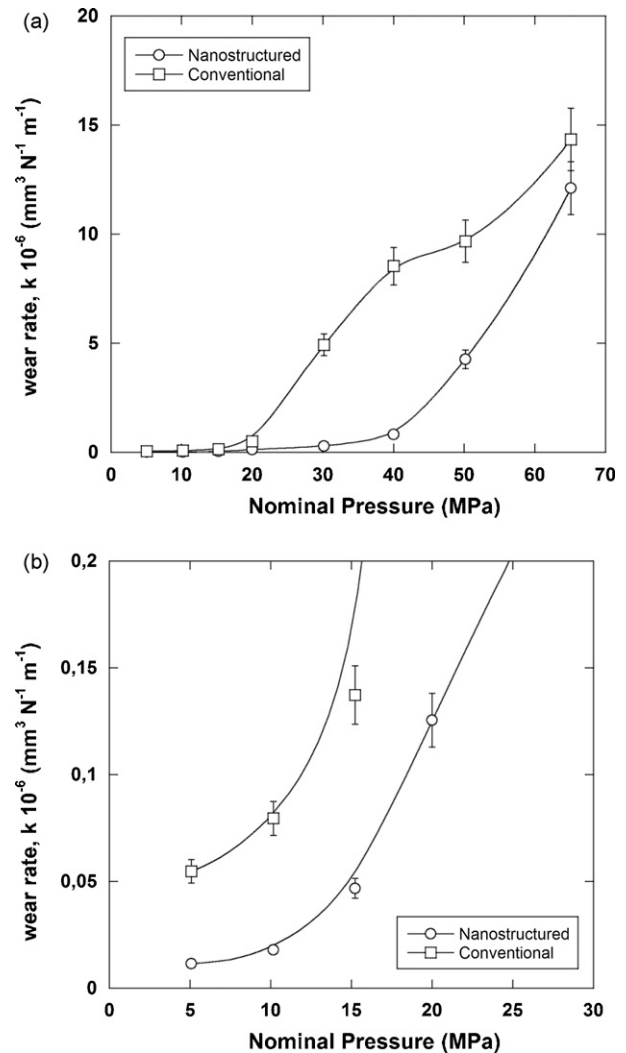 (a)
20
15
10
5
0
wear rate, k 10⁻⁶ (mm³ N⁻¹ m⁻¹)
Nanostructured
Conventional
0 10 20 30 40 50 60 70
Nominal Pressure (MPa)
(b)
0,2
0,15
0,1
0,05
0
wear rate, k 10⁻⁶ (mm³ N⁻¹ m⁻¹)
Nanostructured
Conventional
0 5 10 15 20 25 30
Nominal Pressure (MPa)